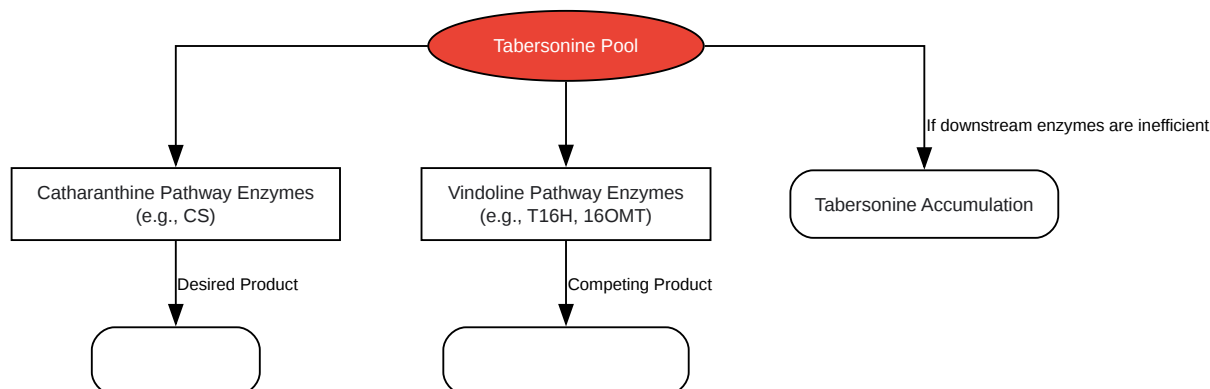 Tabersonine Pool
If downstream enzymes are inefficient
Catharanthine Pathway Enzymes
(e.g., CS)
Vindoline Pathway Enzymes
(e.g., T16H, 16OMT)
Tabersonine Accumulation
Desired Product
Competing Product